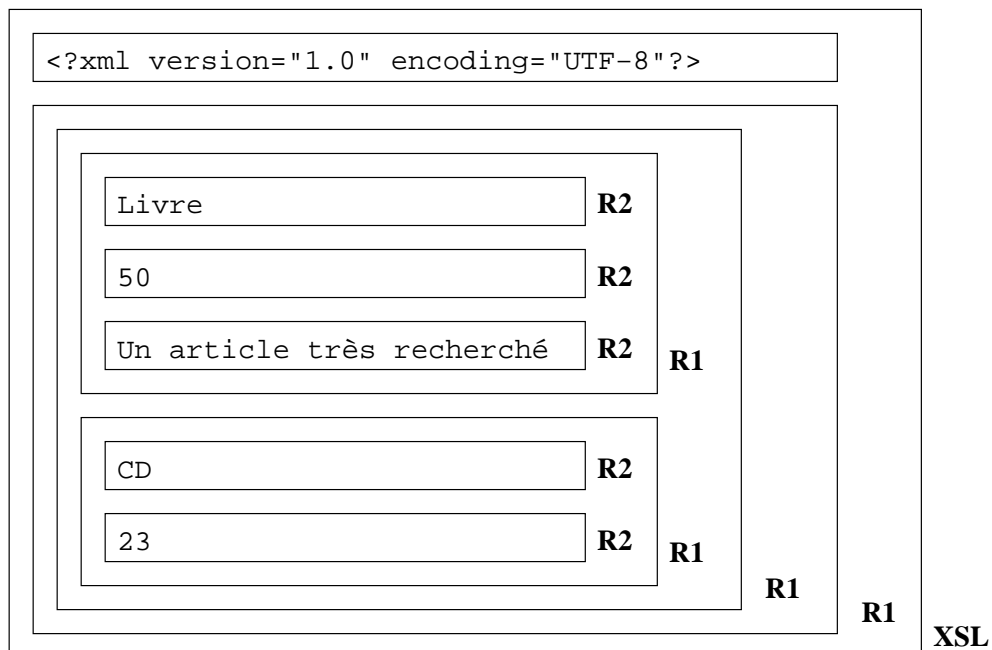 <?xml version="1.0" encoding="UTF−8"?>
Livre R2
50 R2
Un article très recherché R2
R1
CD R2
23 R2
R1
R1
R1
XSL